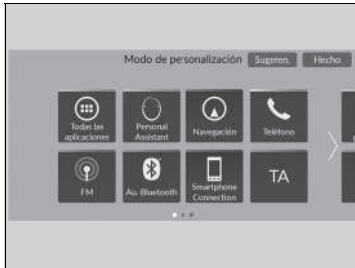 Modo de personalización Sugeren. Hecho
Todas las
aplicaciones
Personal
Assistant
Navegación
Teléfono
FM
Au. Bluetooth
Smartphone
Connection
TA